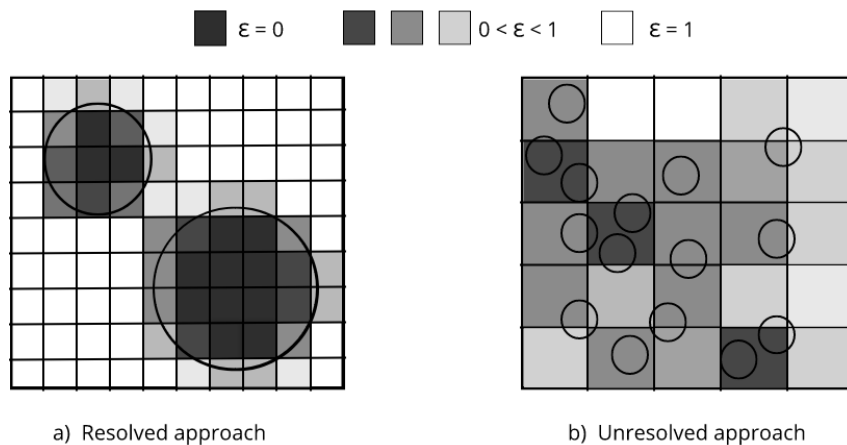 ε = 0 0 < ε < 1 ε = 1
a) Resolved approach b) Unresolved approach